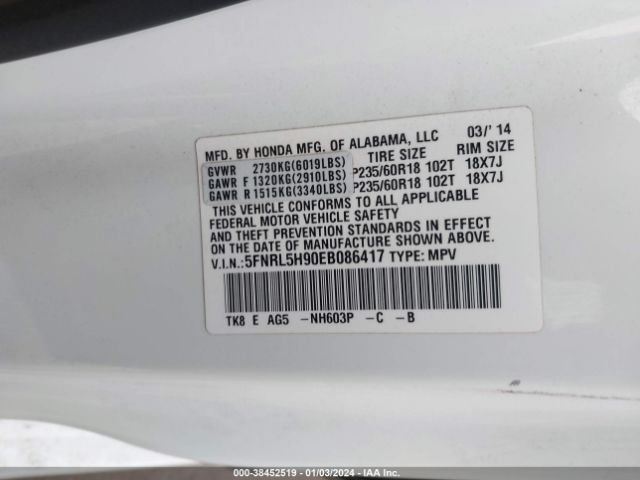 MFD. BY HONDA MFG. OF ALABAMA, LLC 03/' 14
TIRE SIZE RIM SIZE
GVWR 2730KG(6019LBS)
GAWR F 1320KG(2910LBS) P235/60R18 102T 18X7J
GAWR R 1515KG(3340LBS) P235/60R18 102T 18X7J
THIS VEHICLE CONFORMS TO ALL APPLICABLE
FEDERAL MOTOR VEHICLE SAFETY
AND THEFT PREVENTION STANDARDS IN EFFECT
ON THE DATE OF MANUFACTURE SHOWN ABOVE.
V.I.N.:5FNRL5H90EB086417 TYPE: MPV
TK8 E AG5 -NH603P -C -B
000-38452519 - 01/03/2024 - IAA Inc.